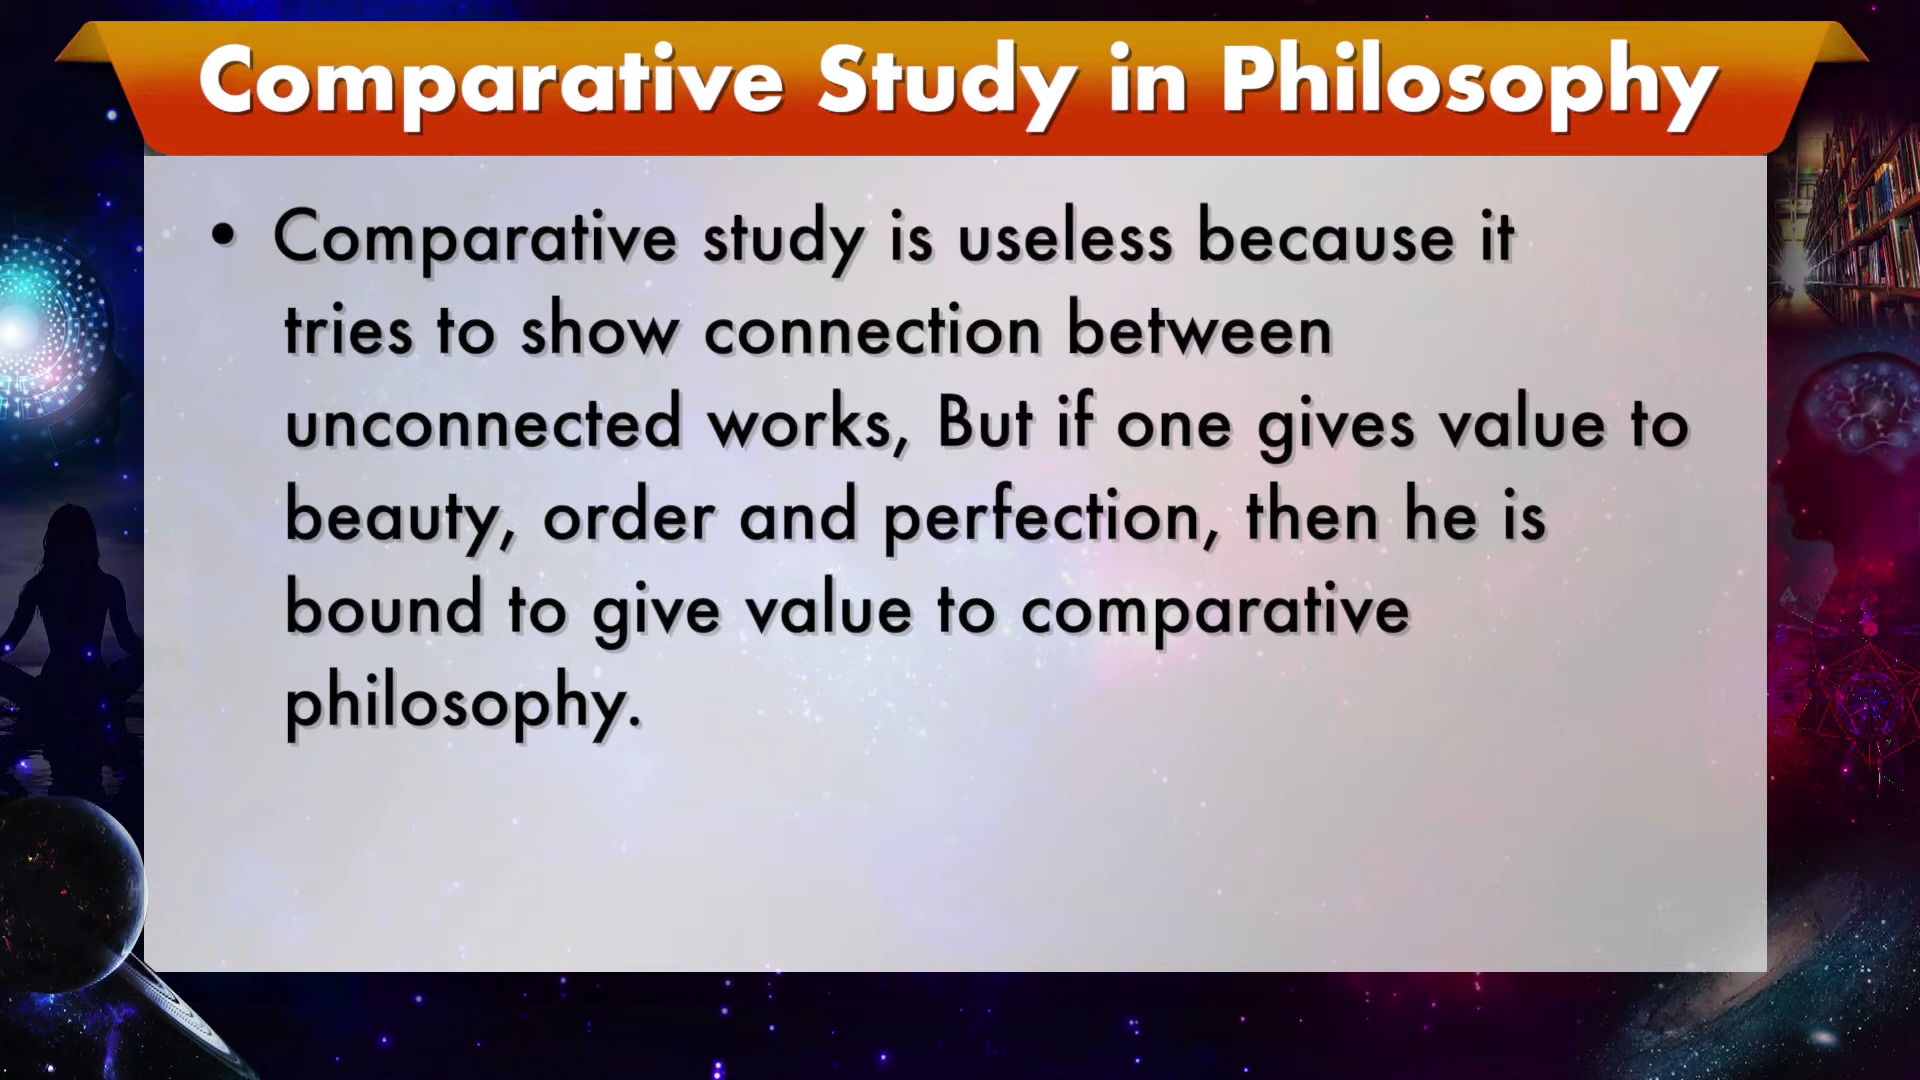 Comparative Study in Philosophy
• Comparative study is useless because it
tries to show connection between
unconnected works, But if one gives value to
beauty, order and perfection, then he is
bound to give value to comparative
philosophy.